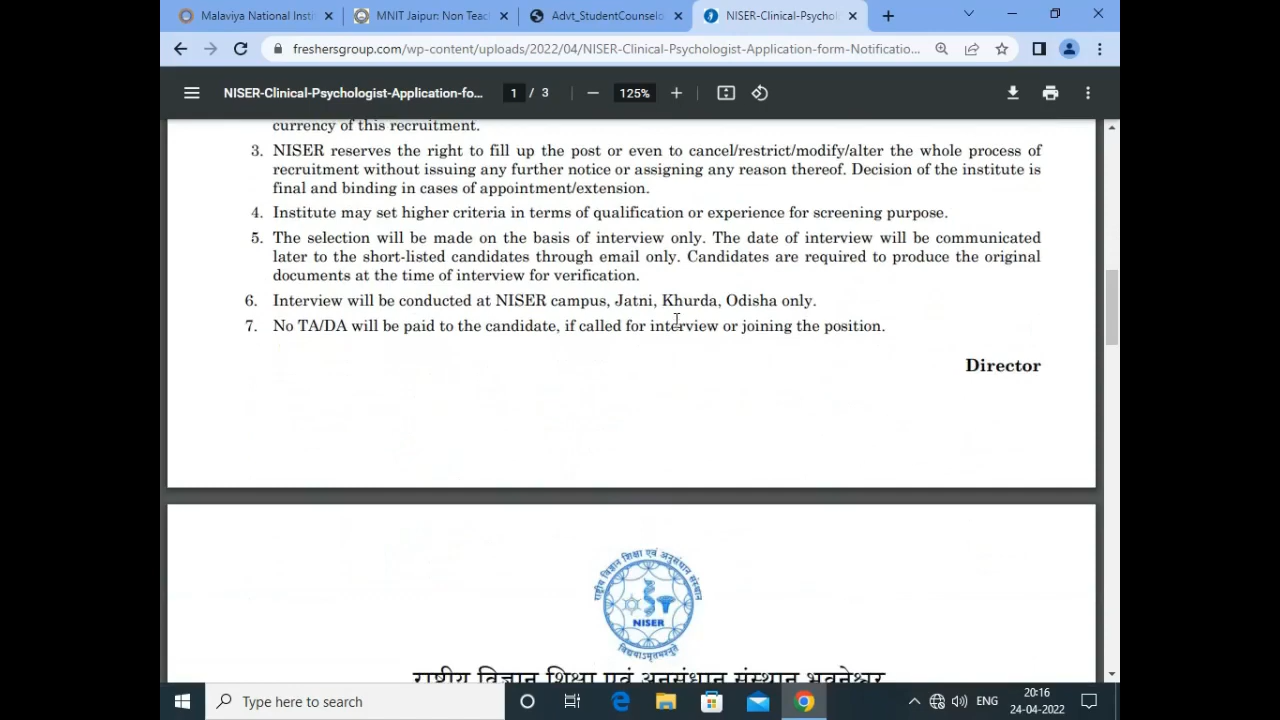 Malaviya National Insti
MNIT Jaipur: Non Teac
Advt_StudentCounselo
NISER-Clinical-Psychol
freshersgroup.com/wp-content/uploads/2022/04/NISER-Clinical-Psychologist-Application-form-Notificatio...
NISER-Clinical-Psychologist-Application-fo...
1 / 3
125%
currency of this recruitment.
3. NISER reserves the right to fill up the post or even to cancel/restrict/modify/alter the whole process of
recruitment without issuing any further notice or assigning any reason thereof. Decision of the institute is
final and binding in cases of appointment/extension.
4. Institute may set higher criteria in terms of qualification or experience for screening purpose.
5. The selection will be made on the basis of interview only. The date of interview will be communicated
later to the short-listed candidates through email only. Candidates are required to produce the original
documents at the time of interview for verification.
6. Interview will be conducted at NISER campus, Jatni, Khurda, Odisha only.
7. No TA/DA will be paid to the candidate, if called for interview or joining the position.
Director
राष्ट्रीय विज्ञान शिक्षा एवं अनुसंधान संस्थान
NISER
राष्ट्रीय विज्ञान शिक्षा एवं अनुसंधान संस्थान भुवनेश्वर
Type here to search
ENG
20:16
24-04-2022